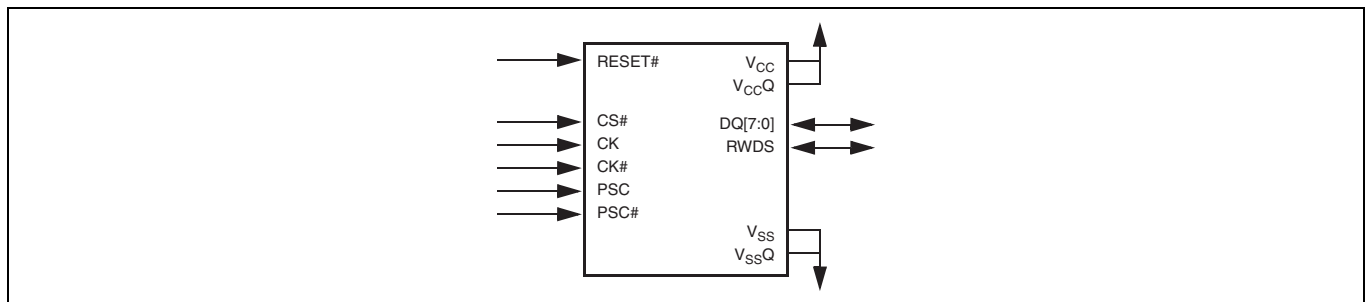 RESET#
CS#
CK
CK#
PSC
PSC#
VCC
VCCQ
DQ[7:0]
RWDS
VSS
VSSQ